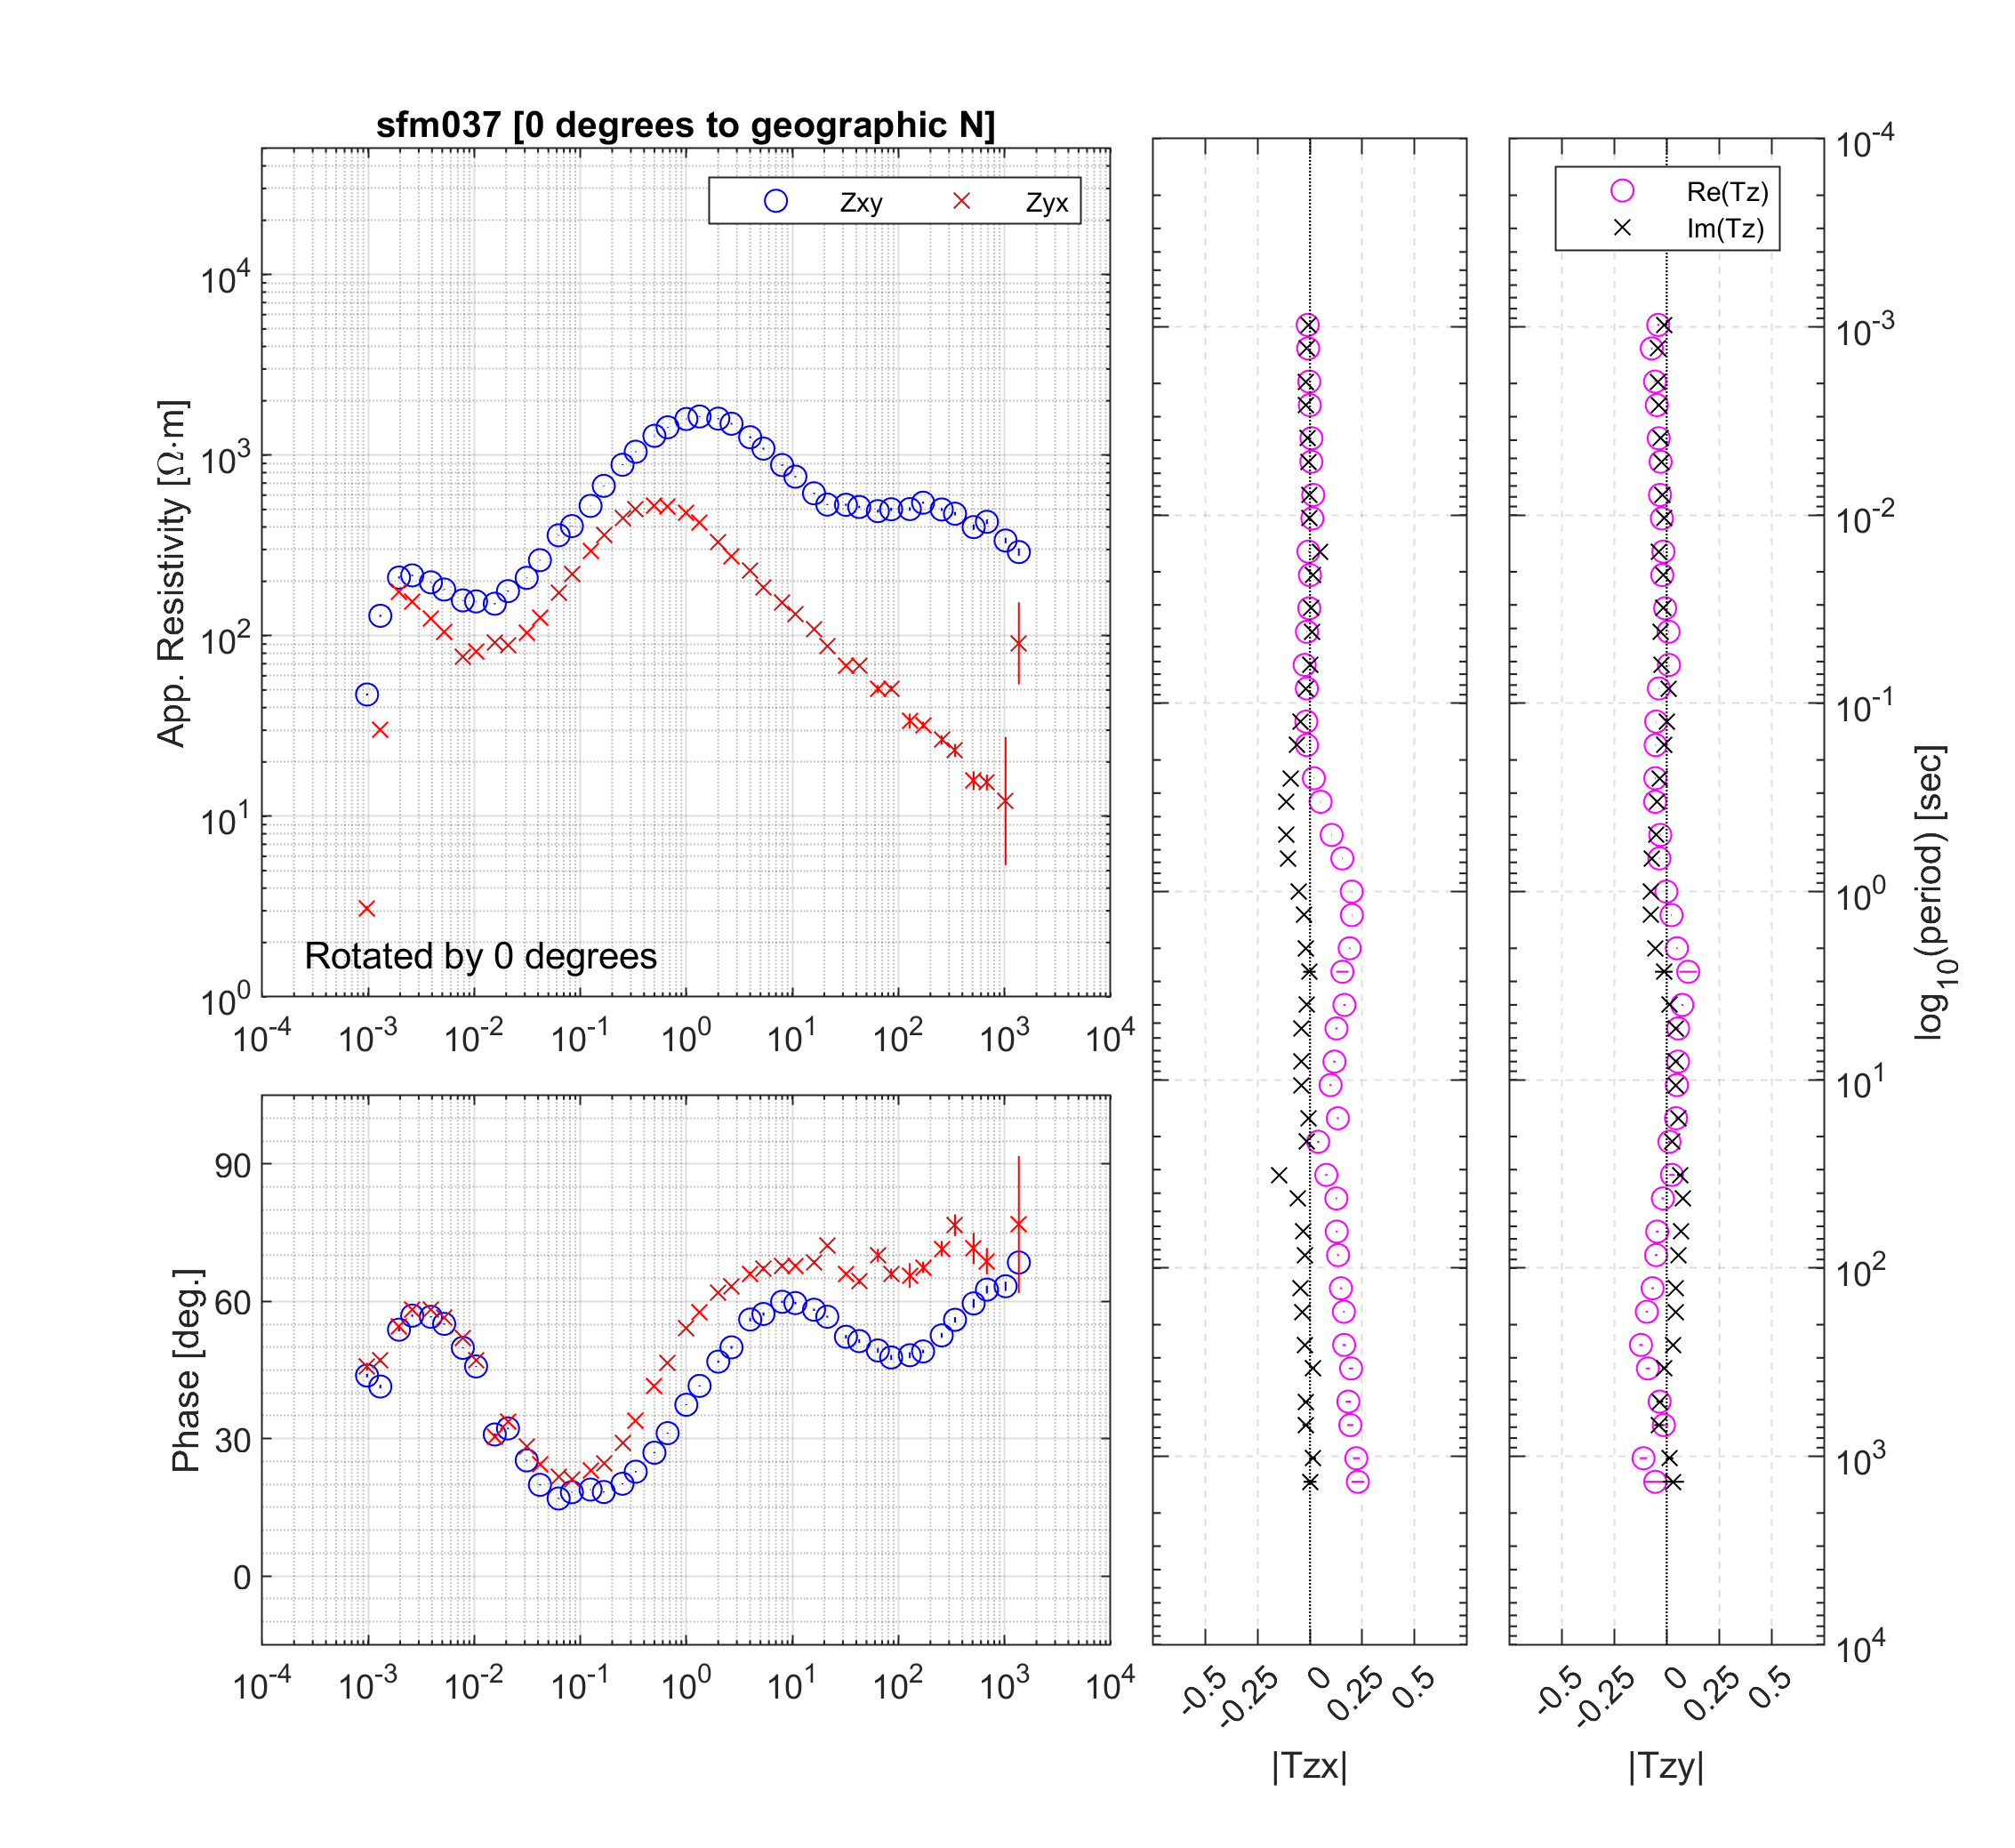 sfm037 [0 degrees to geographic N]
Zxy Zyx
App. Resistivity [Ω·m]
10^4
10^3
10^2
10^1
10^0
Rotated by 0 degrees
10^-4 10^-3 10^-2 10^-1 10^0 10^1 10^2 10^3 10^4
Phase [deg.]
90
60
30
0
10^-4 10^-3 10^-2 10^-1 10^0 10^1 10^2 10^3 10^4
-0.5 -0.25 0 0.25 0.5
|Tzx|
Re(Tz)
Im(Tz)
-0.5 -0.25 0 0.25 0.5
|Tzy|
10^-4
10^-3
10^-2
10^-1
10^0
10^1
10^2
10^3
10^4
log10(period) [sec]